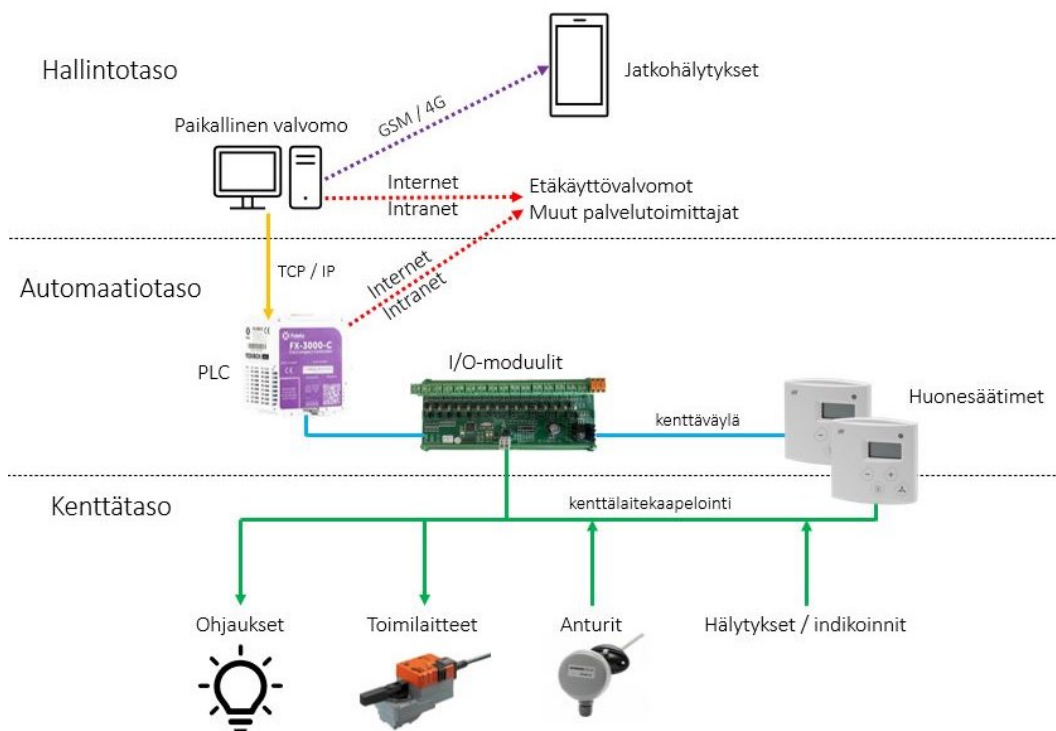 Hallintotaso
Jatkohälytykset
GSM / 4G
Paikallinen valvomo
Internet
Intranet
Etäkäyttövalvomot
Muut palvelutoimittajat
TCP / IP
Internet
Intranet
Automaatiotaso
FX-3000-C
PLC
I/O-moduulit
kenttäväylä
Huonesäätimet
Kenttätaso
kenttälaitekaapelointi
Ohjaukset
Toimilaitteet
Anturit
Hälytykset / indikoinnit